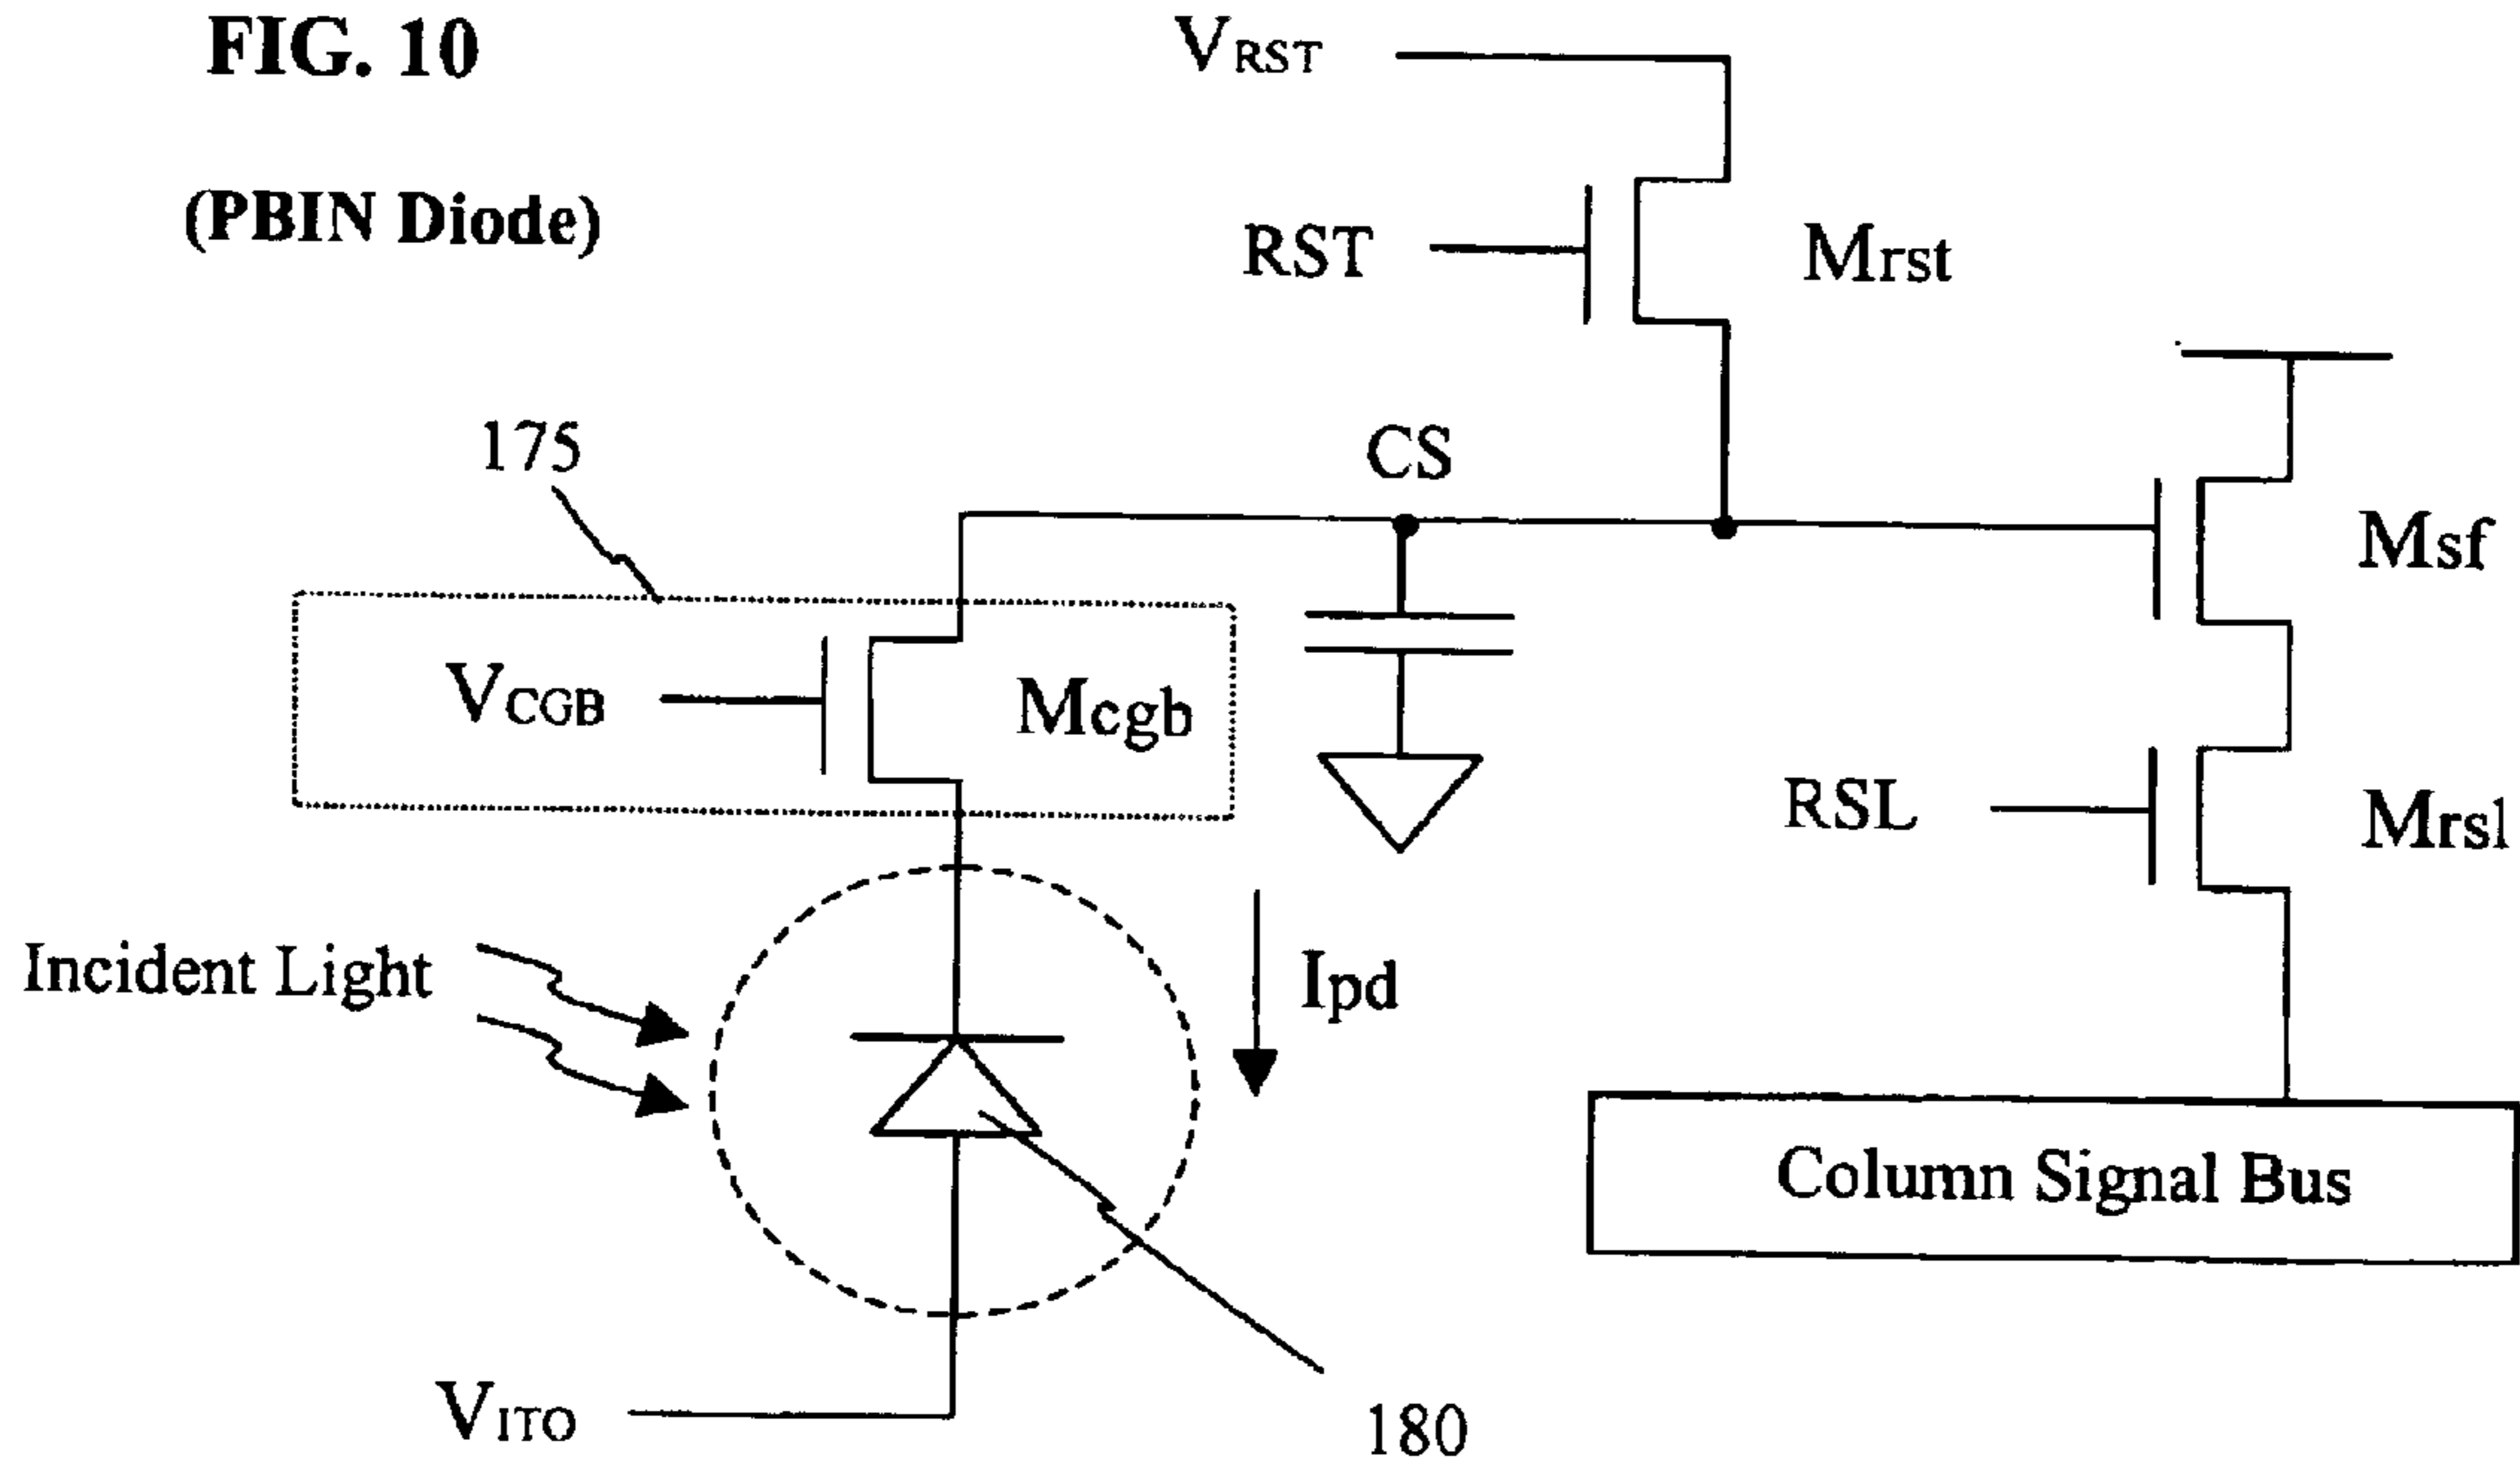 FIG. 10
(PBIN Diode)
VRST
RST
Mrst
175
CS
Msf
VCGB
Mcgb
RSL
Mrsl
Incident Light
Ipd
Column Signal Bus
VITO
180